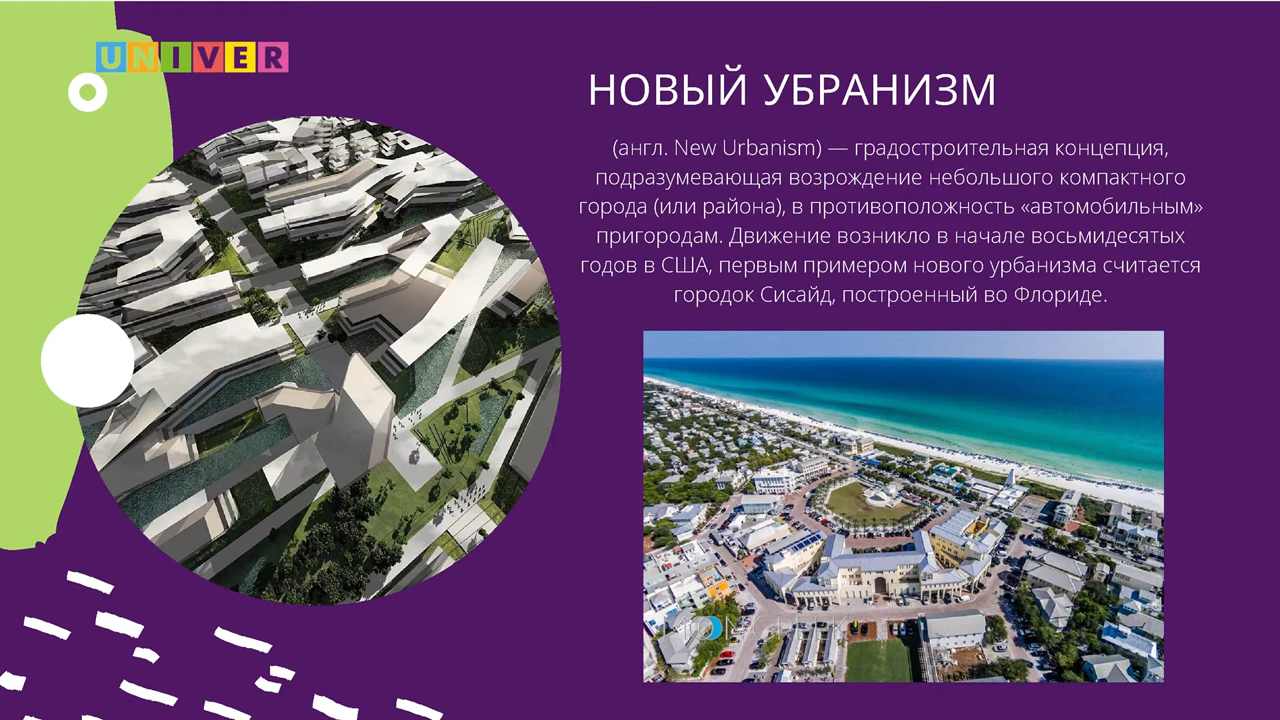 UNIVER
НОВЫЙ УБРАНИЗМ
(англ. New Urbanism) — градостроительная концепция,
подразумевающая возрождение небольшого компактного
города (или района), в противоположность «автомобильным»
пригородам. Движение возникло в начале восьмидесятых
годов в США, первым примером нового урбанизма считается
городок Сисайд, построенный во Флориде.